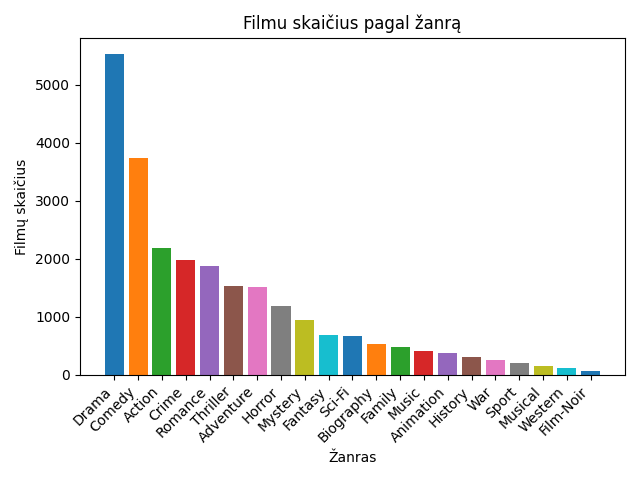 Filmu skaičius pagal žanrą
Filmų skaičius
5000
4000
3000
2000
1000
0
Drama
Comedy
Action
Crime
Romance
Thriller
Adventure
Horror
Mystery
Fantasy
Sci-Fi
Biography
Family
Music
Animation
History
War
Sport
Musical
Western
Film-Noir
Žanras